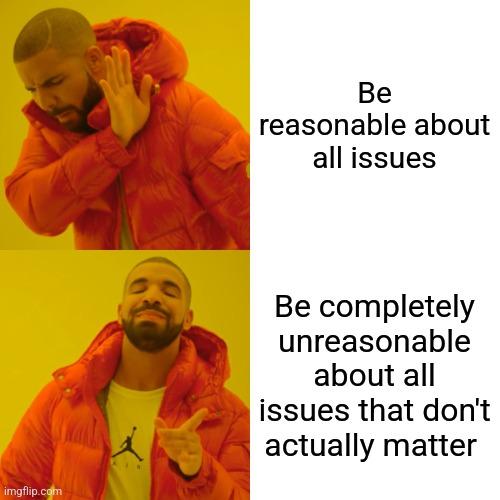 Be
reasonable about
all issues
Be completely
unreasonable
about all
issues that don't
actually matter
imgflip.com